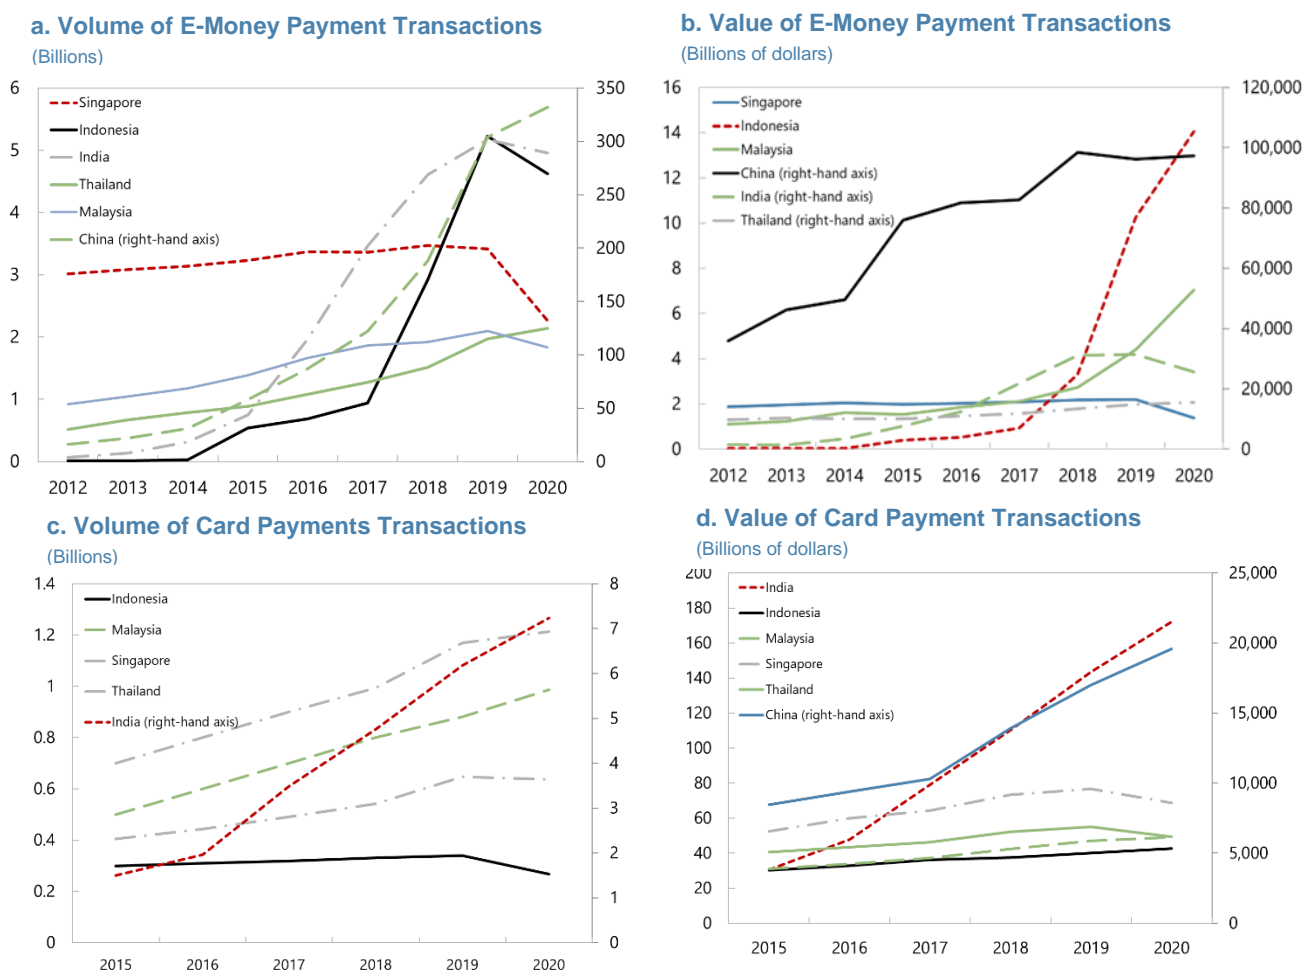 a. Volume of E-Money Payment Transactions
(Billions)
6
5
4
3
2
1
0
350
300
250
200
150
100
50
0
Singapore
Indonesia
India
Thailand
Malaysia
China (right-hand axis)
2012 2013 2014 2015 2016 2017 2018 2019 2020
b. Value of E-Money Payment Transactions
(Billions of dollars)
16
14
12
10
8
6
4
2
0
120,000
100,000
80,000
60,000
40,000
20,000
0
Singapore
Indonesia
Malaysia
China (right-hand axis)
India (right-hand axis)
Thailand (right-hand axis)
2012 2013 2014 2015 2016 2017 2018 2019 2020
c. Volume of Card Payments Transactions
(Billions)
1.4
1.2
1
0.8
0.6
0.4
0.2
0
8
7
6
5
4
3
2
1
0
Indonesia
Malaysia
Singapore
Thailand
India (right-hand axis)
2015 2016 2017 2018 2019 2020
d. Value of Card Payment Transactions
(Billions of dollars)
200
180
160
140
120
100
80
60
40
20
0
25,000
20,000
15,000
10,000
5,000
0
India
Indonesia
Malaysia
Singapore
Thailand
China (right-hand axis)
2015 2016 2017 2018 2019 2020